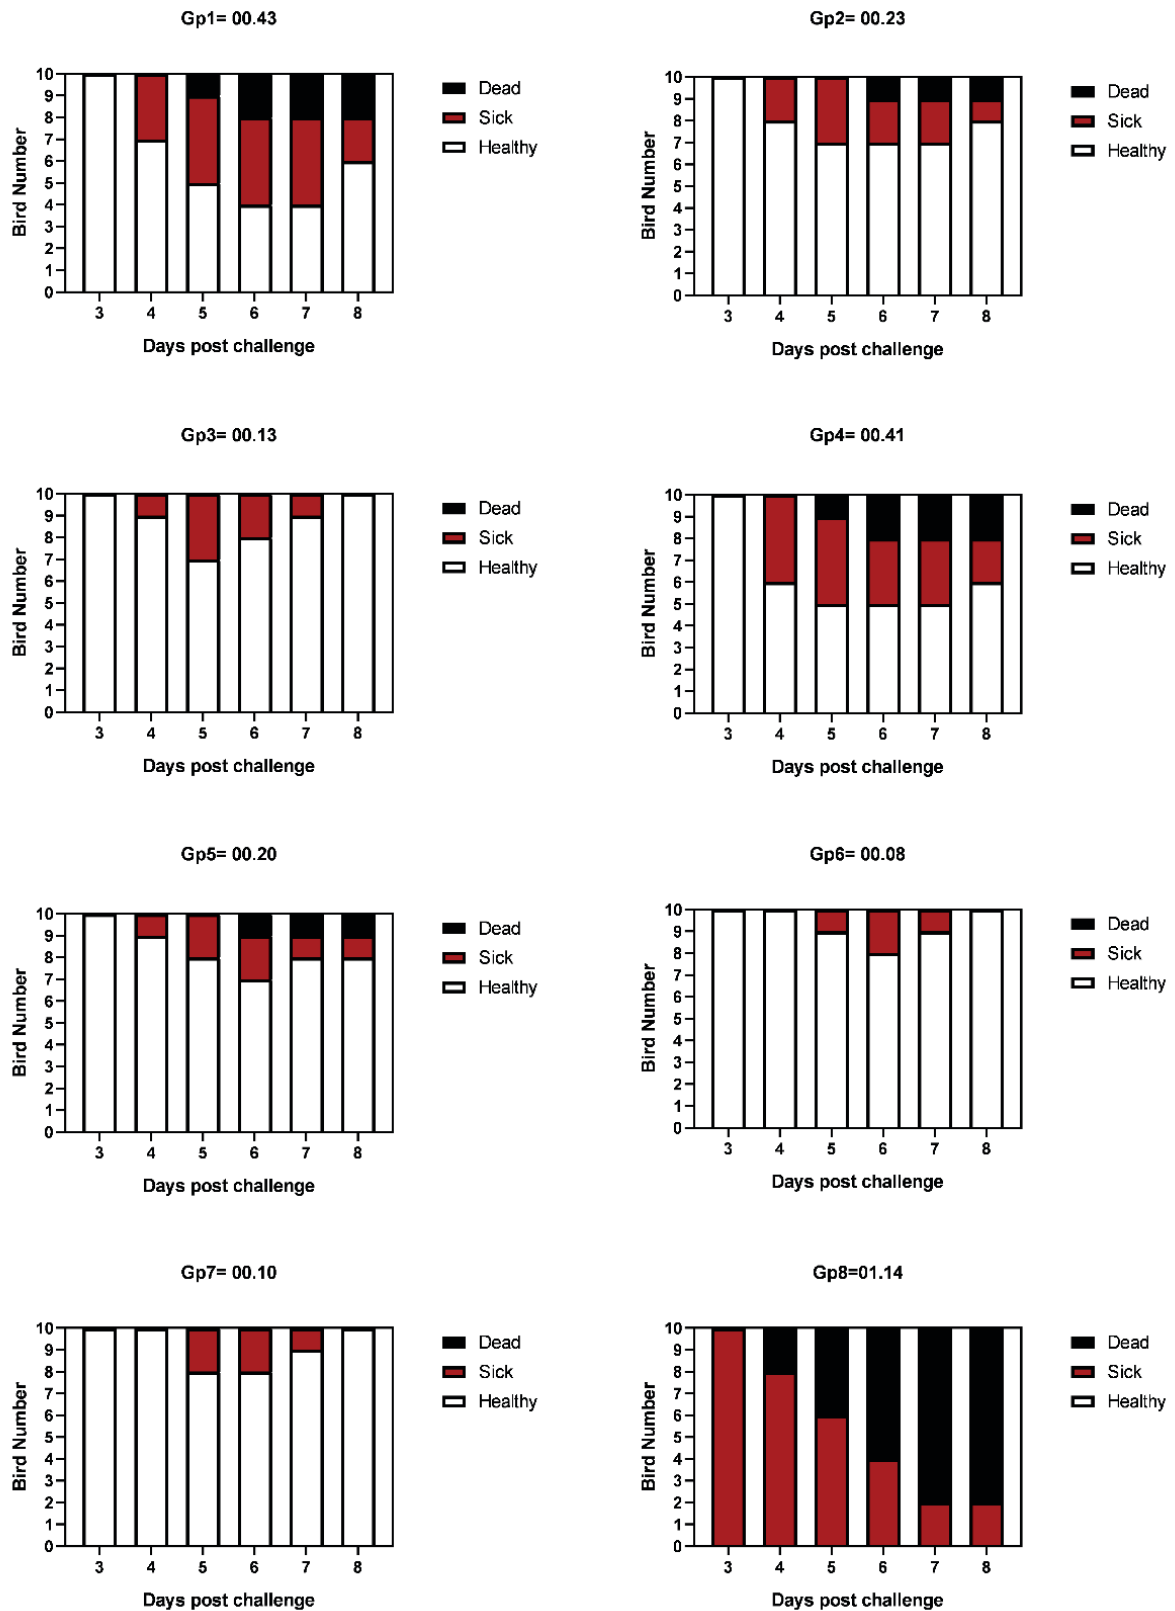 Gp1= 00.43
10
9
8
7
6
5
4
3
2
1
0
Bird Number
3 4 5 6 7 8
Days post challenge
Dead
Sick
Healthy
Gp2= 00.23
10
9
8
7
6
5
4
3
2
1
0
Bird Number
3 4 5 6 7 8
Days post challenge
Dead
Sick
Healthy
Gp3= 00.13
10
9
8
7
6
5
4
3
2
1
0
Bird Number
3 4 5 6 7 8
Days post challenge
Dead
Sick
Healthy
Gp4= 00.41
10
9
8
7
6
5
4
3
2
1
0
Bird Number
3 4 5 6 7 8
Days post challenge
Dead
Sick
Healthy
Gp5= 00.20
10
9
8
7
6
5
4
3
2
1
0
Bird Number
3 4 5 6 7 8
Days post challenge
Dead
Sick
Healthy
Gp6= 00.08
10
9
8
7
6
5
4
3
2
1
0
Bird Number
3 4 5 6 7 8
Days post challenge
Dead
Sick
Healthy
Gp7= 00.10
10
9
8
7
6
5
4
3
2
1
0
Bird Number
3 4 5 6 7 8
Days post challenge
Dead
Sick
Healthy
Gp8=01.14
10
9
8
7
6
5
4
3
2
1
0
Bird Number
3 4 5 6 7 8
Days post challenge
Dead
Sick
Healthy